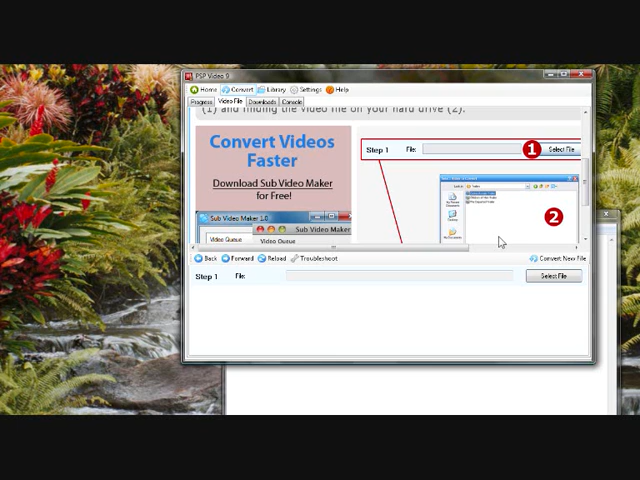 PSP Video 9
Home Convert Library Settings Help
Progress Video File Downloads Console
(1) and finding the video file on your hard drive (2).
Convert Videos
Faster
Download Sub Video Maker
for Free!
Sub Video Maker 1.0
Video Queue
Sub Video Maker
Video Queue
Step 1 File: 1 Select File
2
Back Forward Reload Troubleshoot Convert New File
Step 1 File: Select File